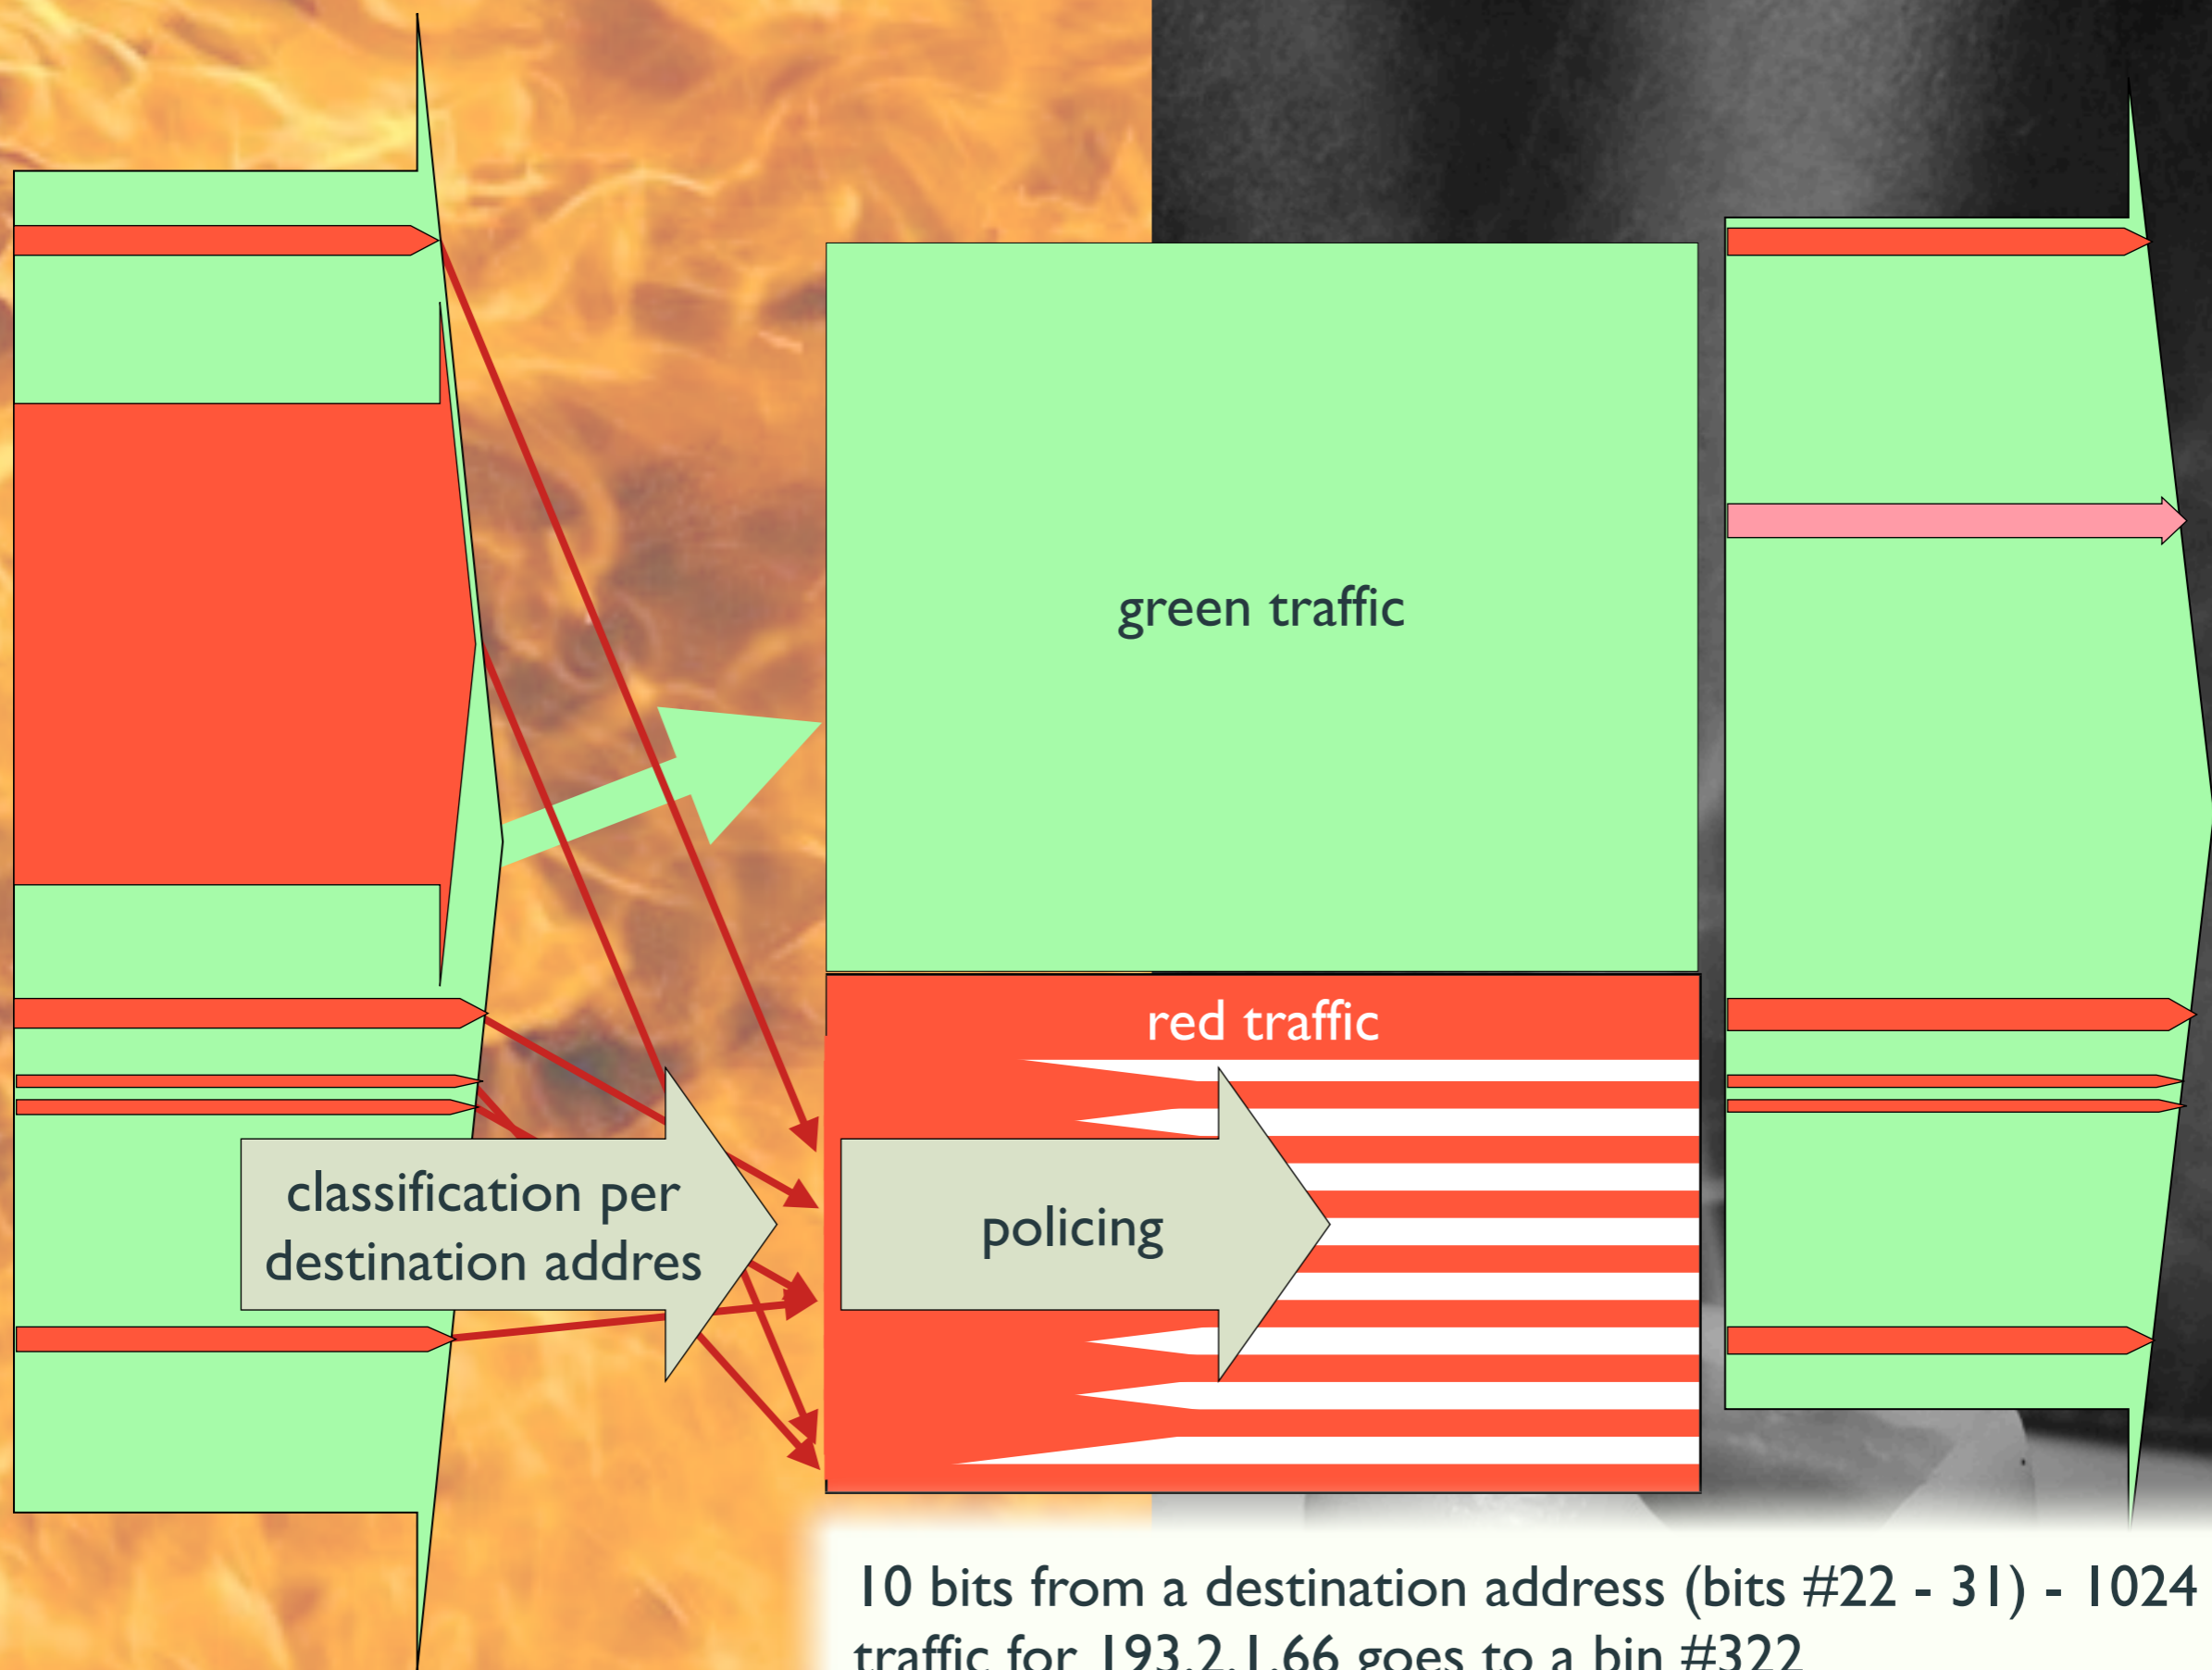 green traffic
red traffic
classification per
destination addres
policing
10 bits from a destination address (bits #22 - 31) - 1024
traffic for 193.2.1.66 goes to a bin #322